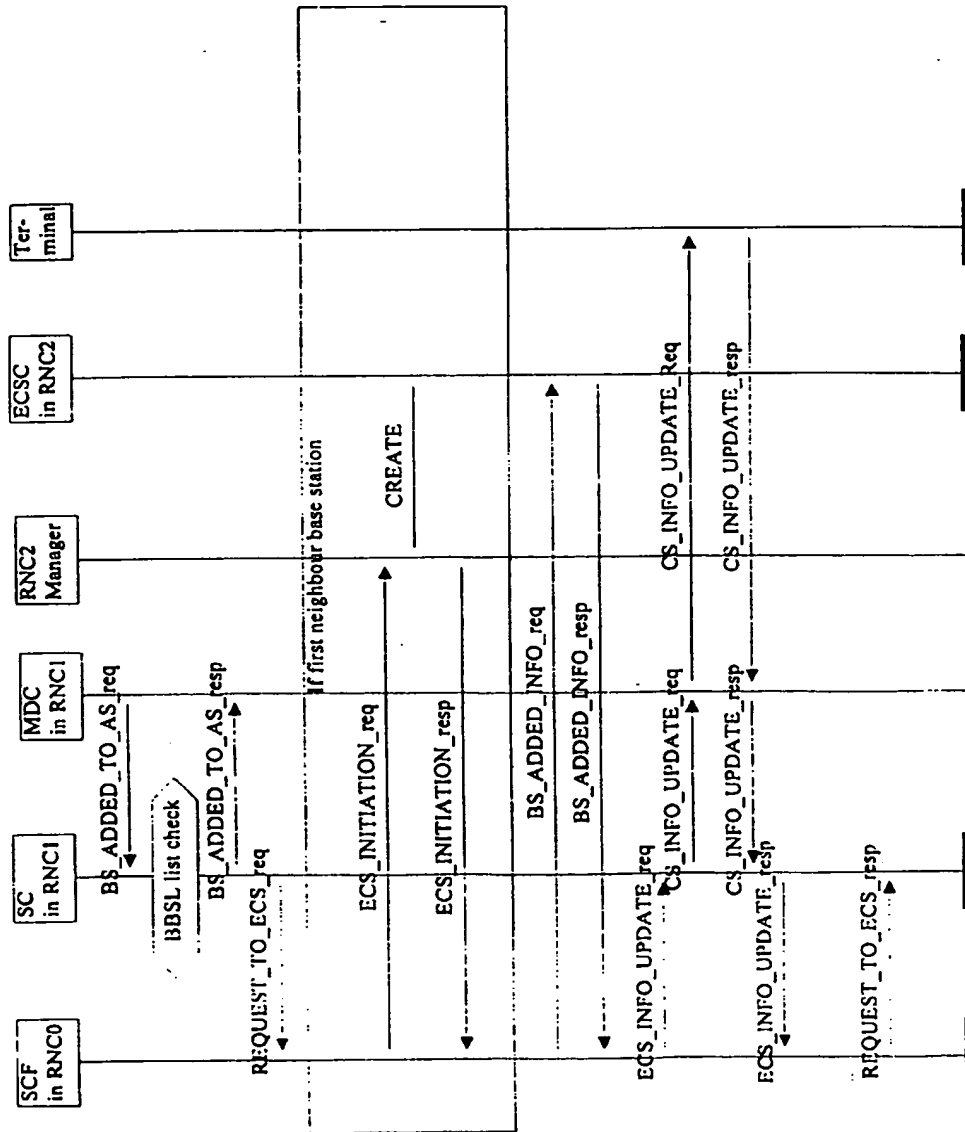 SCF
in RNC0
SC
in RNC1
MDC
in RNC1
RNC2
Manager
ECSC
in RNC2
Ter-
minal
BS_ADDED_TO_AS_req
BBSL list check
BS_ADDED_TO_AS_resp
REQUEST_TO_ECS_req
If first neighbour base station
ECS_INITIATION_req
CREATE
ECS_INITIATION_resp
BS_ADDED_INFO_req
BS_ADDED_INFO_resp
ECS_INFO_UPDATE_req
CS_INFO_UPDATE_req
CS_INFO_UPDATE_Req
CS_INFO_UPDATE_resp
CS_INFO_UPDATE_resp
ECS_INFO_UPDATE_resp
REQUEST_TO_ECS_resp